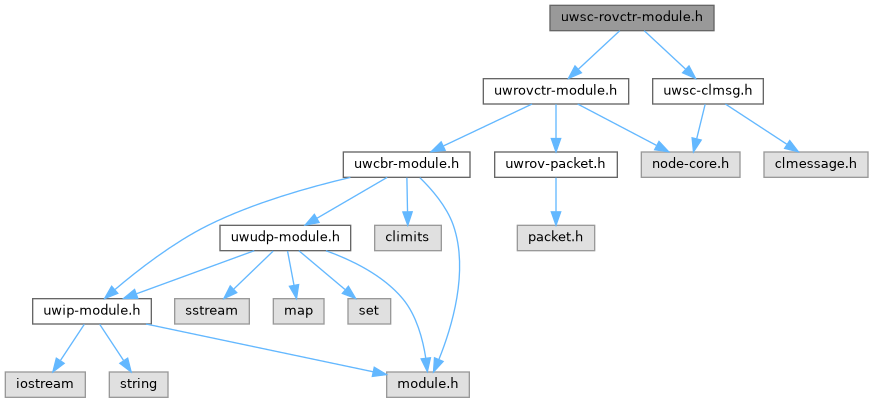 uwsc-rovctr-module.h
uwrovctr-module.h
uwsc-clmsg.h
uwcbr-module.h
uwrov-packet.h
node-core.h
clmessage.h
uwudp-module.h
climits
packet.h
uwip-module.h
sstream
map
set
iostream
string
module.h